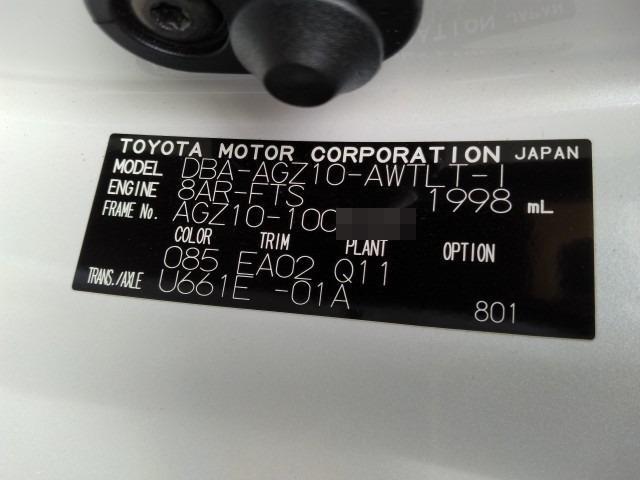 TOYOTA MOTOR CORPORATION JAPAN
MODEL DBA-AGZ10-AWTLT-I
ENGINE 8AR-FTS 1998 mL
FRAME No. AGZ10-100
COLOR TRIM PLANT OPTION
085 EA02 Q11
TRANS./AXLE U661E -01A
801